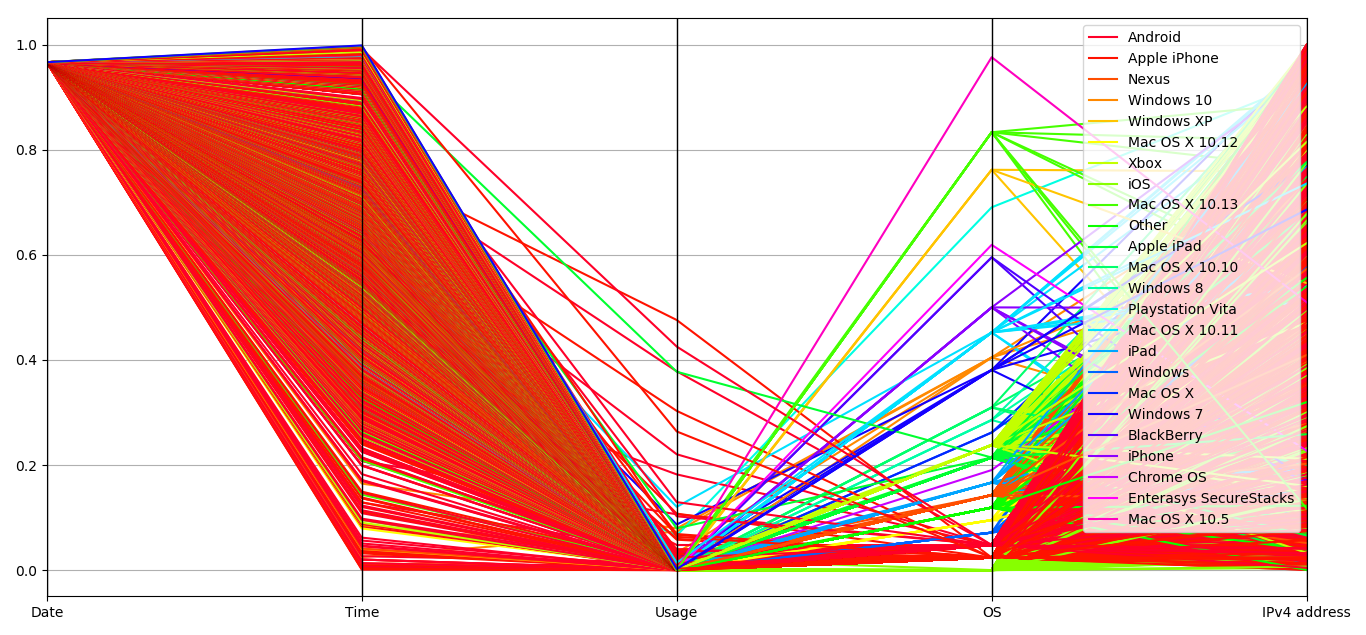 1.0
0.8
0.6
0.4
0.2
0.0
Date
Time
Usage
OS
IPv4 address
Android
Apple iPhone
Nexus
Windows 10
Windows XP
Mac OS X 10.12
Xbox
iOS
Mac OS X 10.13
Other
Apple iPad
Mac OS X 10.10
Windows 8
Playstation Vita
Mac OS X 10.11
iPad
Windows
Mac OS X
Windows 7
BlackBerry
iPhone
Chrome OS
Enterasys SecureStacks
Mac OS X 10.5